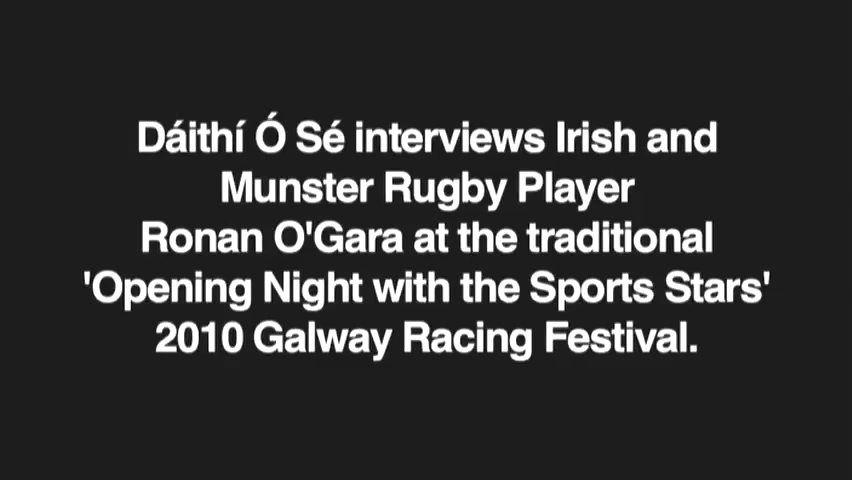 Dáithí Ó Sé interviews Irish and
Munster Rugby Player
Ronan O'Gara at the traditional
'Opening Night with the Sports Stars'
2010 Galway Racing Festival.